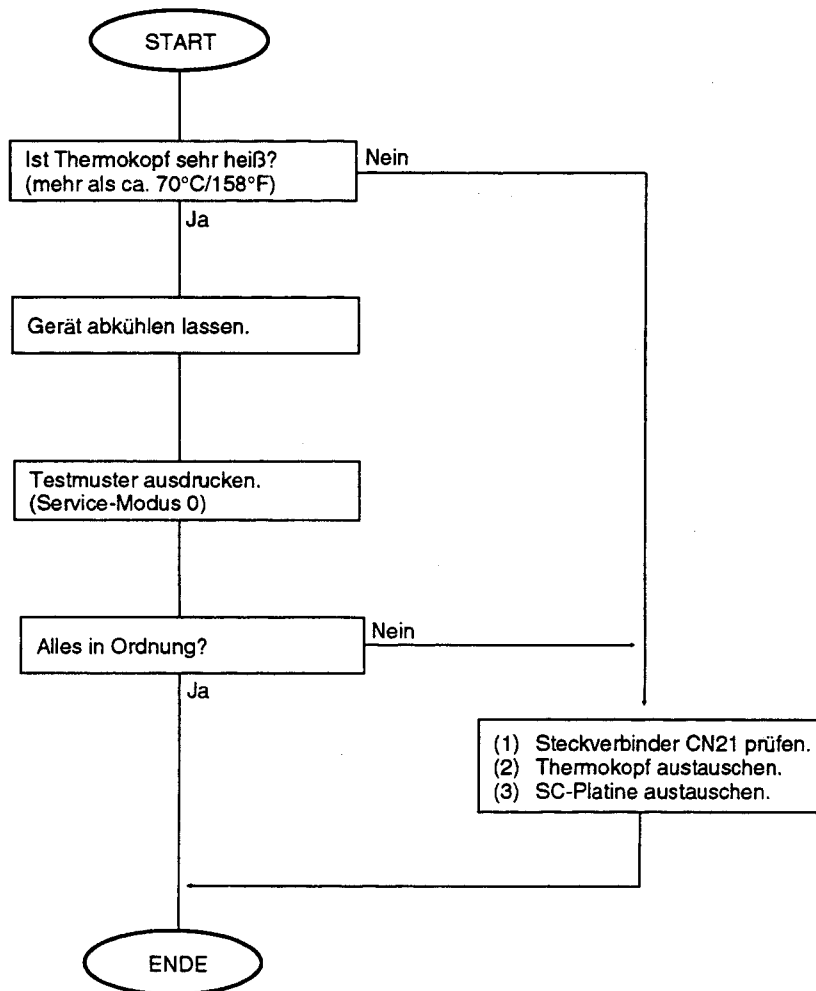 START
Ist Thermokopf sehr heiß?
(mehr als ca. 70°C/158°F)
Nein
Ja
Gerät abkühlen lassen.
Testmuster ausdrucken.
(Service-Modus 0)
Alles in Ordnung?
Nein
Ja
(1) Steckverbinder CN21 prüfen.
(2) Thermokopf austauschen.
(3) SC-Platine austauschen.
ENDE